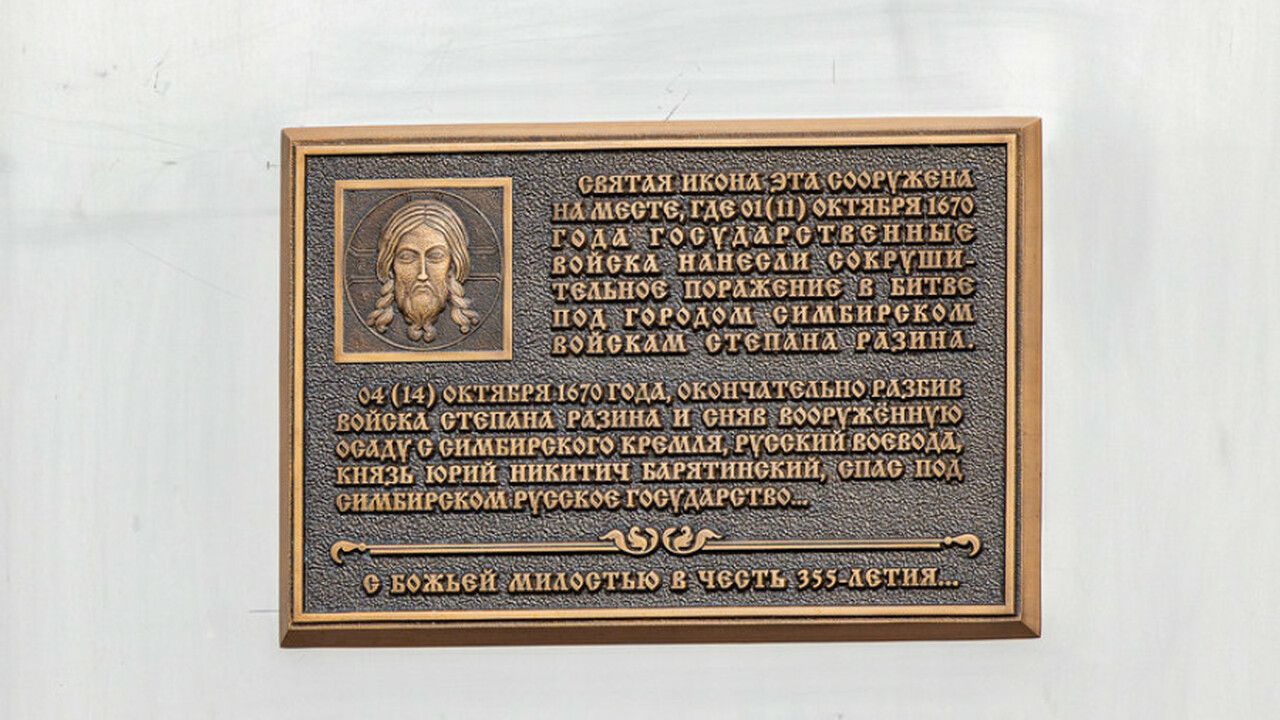 СВЯТАЯ ИКОНА ЭТА СООРУЖЕНА
НА МЕСТЕ, ГДЕ 01(11) ОКТЯБРЯ 1670
ГОДА ГОСУДАРСТВЕННЫЕ
ВОЙСКА НАНЕСЛИ СОКРУШИ-
ТЕЛЬНОЕ ПОРАЖЕНИЕ В БИТВЕ
ПОД ГОРОДОМ СИМБИРСКОМ
ВОЙСКАМ СТЕПАНА РАЗИНА.
04 (14) ОКТЯБРЯ 1670 ГОДА, ОКОНЧАТЕЛЬНО РАЗБИВ
ВОЙСКА СТЕПАНА РАЗИНА И СНЯВ ВООРУЖЁННУЮ
ОСАДУ С СИМБИРСКОГО КРЕМЛЯ, РУССКИЙ ВОЕВОДА,
КНЯЗЬ ЮРИЙ НИКИТИЧ БАРЯТИНСКИЙ, СПАС ПОД
СИМБИРСКОМ РУССКОЕ ГОСУДАРСТВО...
С БОЖЬЕЙ МИЛОСТЬЮ В ЧЕСТЬ 355-ЛЕТИЯ...